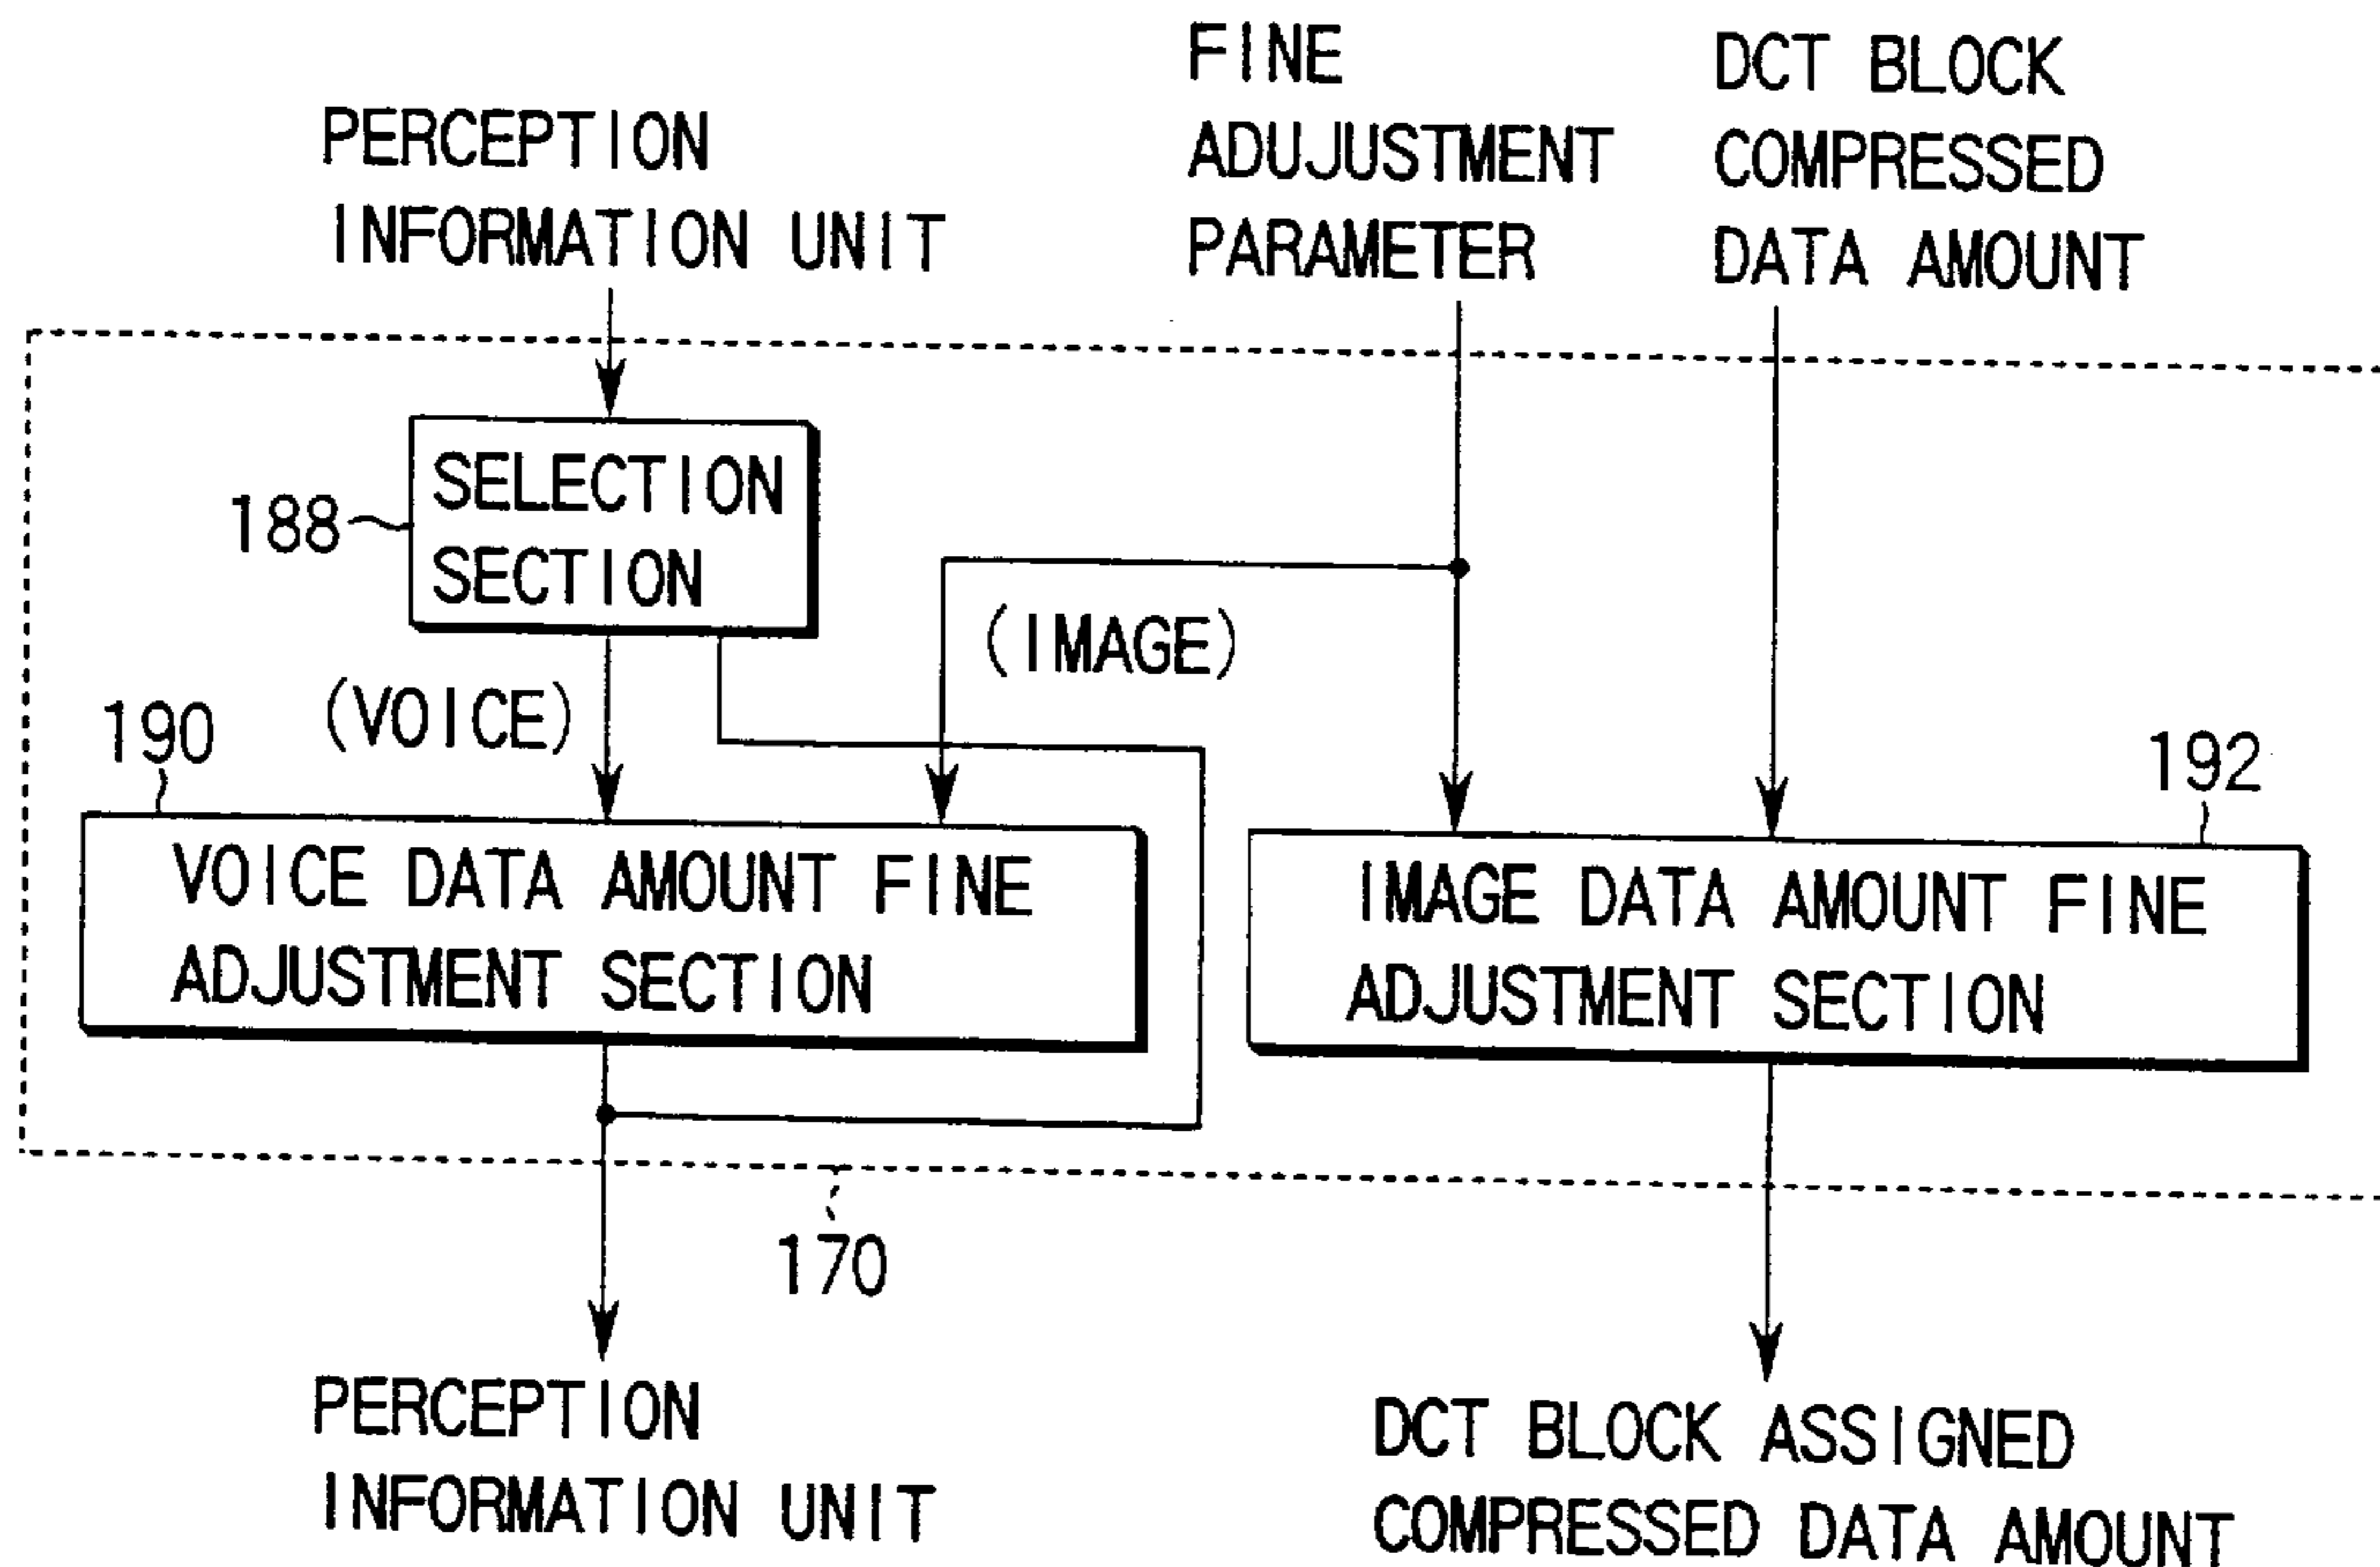 PERCEPTION
INFORMATION UNIT
FINE
ADUJUSTMENT
PARAMETER
DCT BLOCK
COMPRESSED
DATA AMOUNT
188
SELECTION
SECTION
(IMAGE)
(VOICE)
190
VOICE DATA AMOUNT FINE
ADJUSTMENT SECTION
192
IMAGE DATA AMOUNT FINE
ADJUSTMENT SECTION
170
PERCEPTION
INFORMATION UNIT
DCT BLOCK ASSIGNED
COMPRESSED DATA AMOUNT